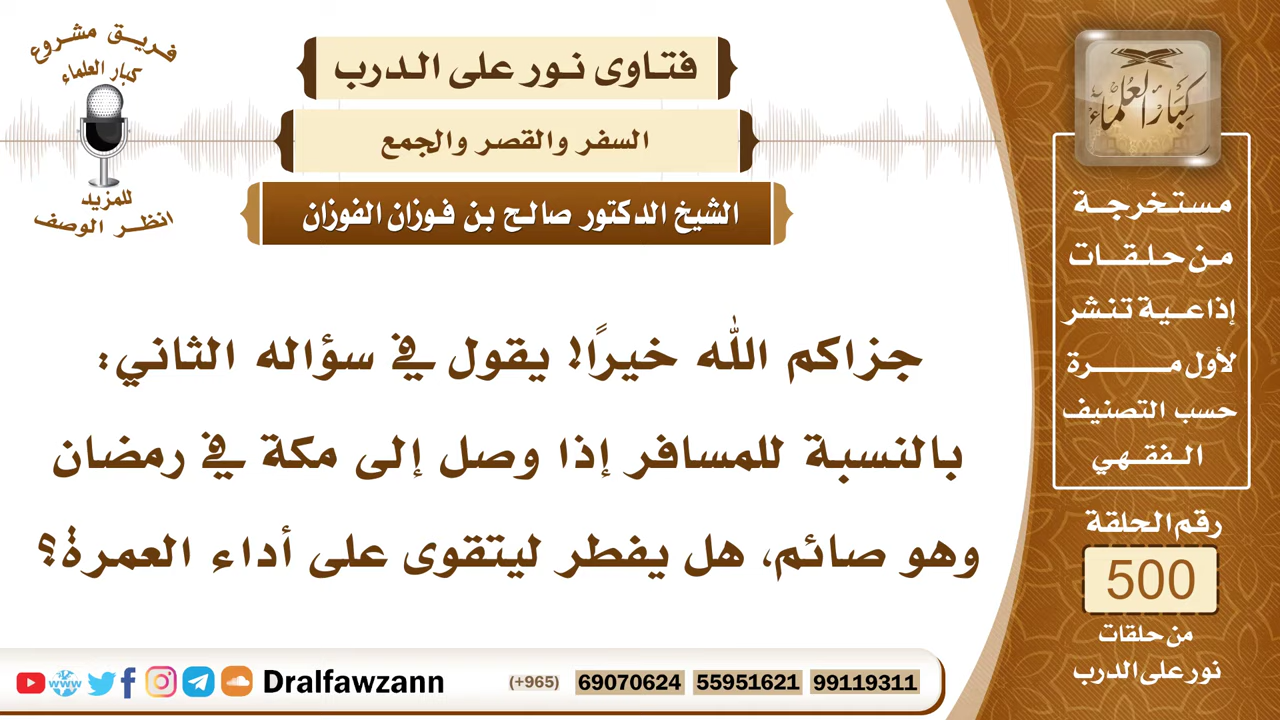 فريق مشروع
كبار العلماء
للمزيد
انظر الوصف
فتاوى نور على الدرب
السفر والقصر والجمع
الشيخ الدكتور صالح بن فوزان الفوزان
جزاكم الله خيرًا! يقول في سؤاله الثاني:
بالنسبة للمسافر إذا وصل إلى مكة في رمضان
وهو صائم، هل يفطر ليتقوى على أداء العمرة؟
كبار العلماء
مستخرجة
من حلقات
إذاعية تنشر
لأول مرة
حسب التصنيف
الفقهي
رقم الحلقة
500
من حلقات
نور على الدرب
www Dralfawzann (+965) 69070624 55951621 99119311